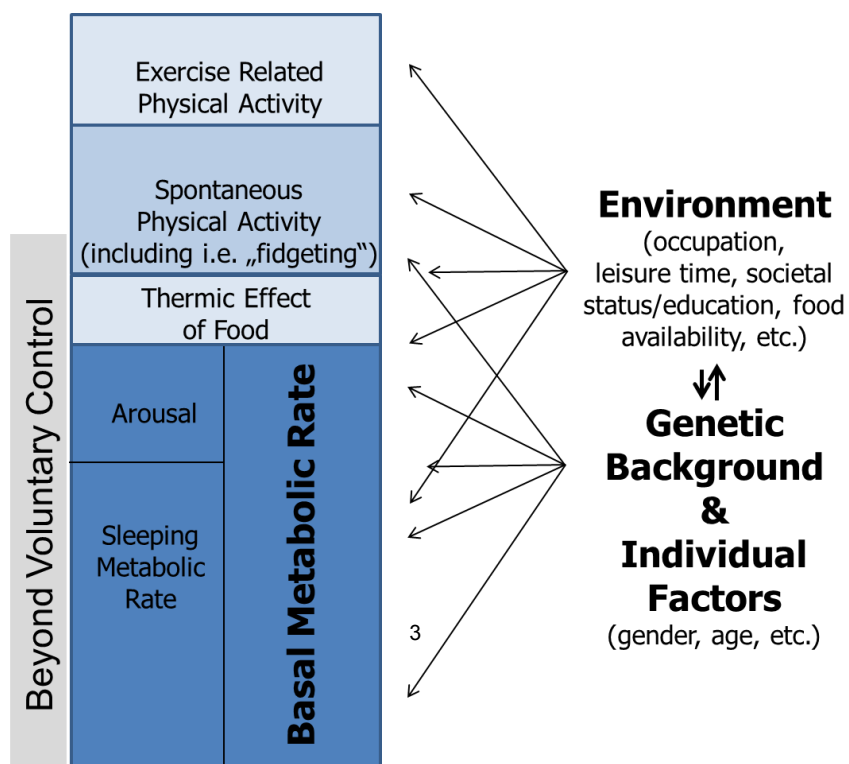 Exercise Related
Physical Activity
Spontaneous
Physical Activity
(including i.e. „fidgeting“)
Thermic Effect
of Food
Arousal
Sleeping
Metabolic
Rate
Basal Metabolic Rate
Beyond Voluntary Control
3
Environment
(occupation,
leisure time, societal
status/education, food
availability, etc.)
Genetic
Background
&
Individual
Factors
(gender, age, etc.)